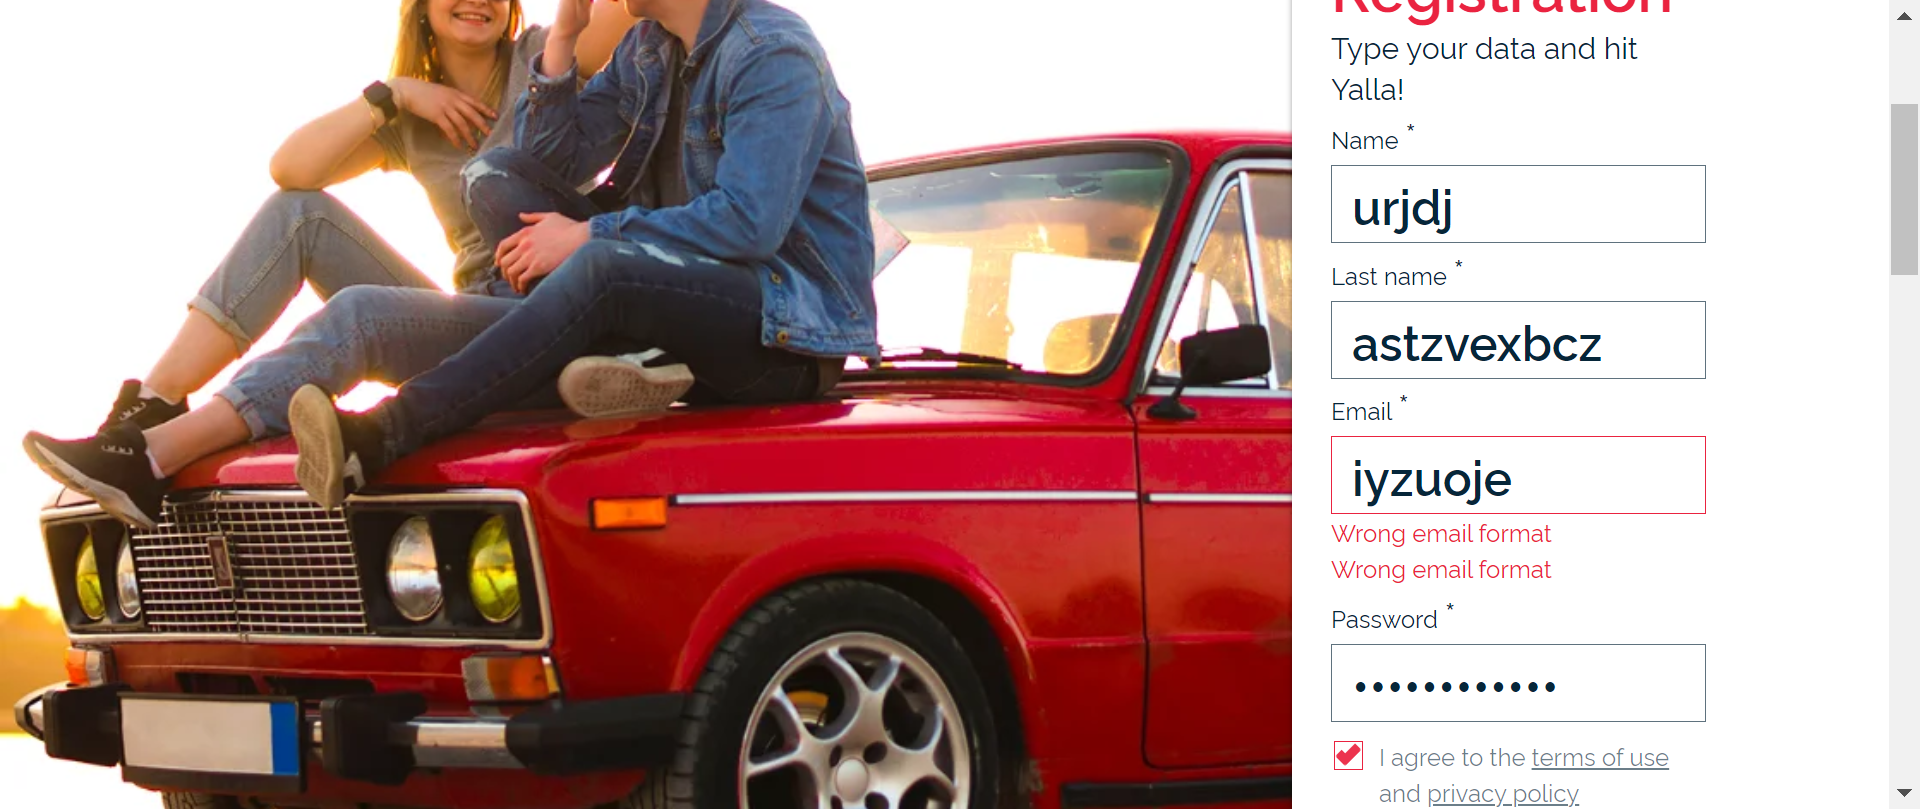 Registration
Type your data and hit
Yalla!
Name *
urjdj
Last name *
astzvexbcz
Email *
iyzuoje
Wrong email format
Wrong email format
Password *
••••••••••••
I agree to the terms of use
and privacy policy